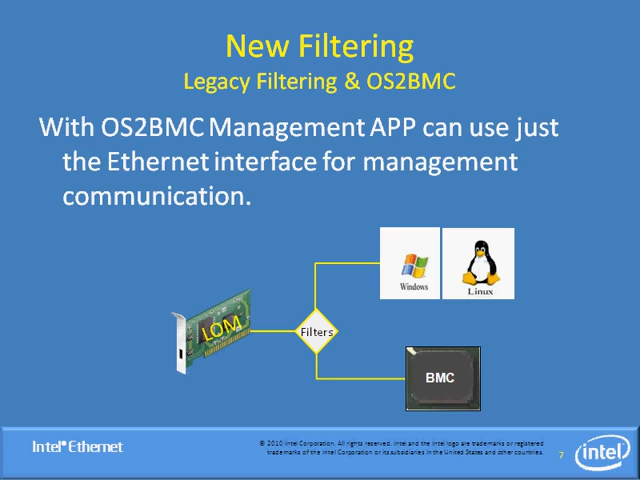 New Filtering
Legacy Filtering & OS2BMC
With OS2BMC Management APP can use just
the Ethernet interface for management
communication.
Windows
Linux
LOM
Filters
BMC
Intel® Ethernet
© 2010 Intel Corporation. All rights reserved. Intel and the Intel logo are trademarks or registered
trademarks of the Intel Corporation or its subsidiaries in the United States and other countries.
7
intel